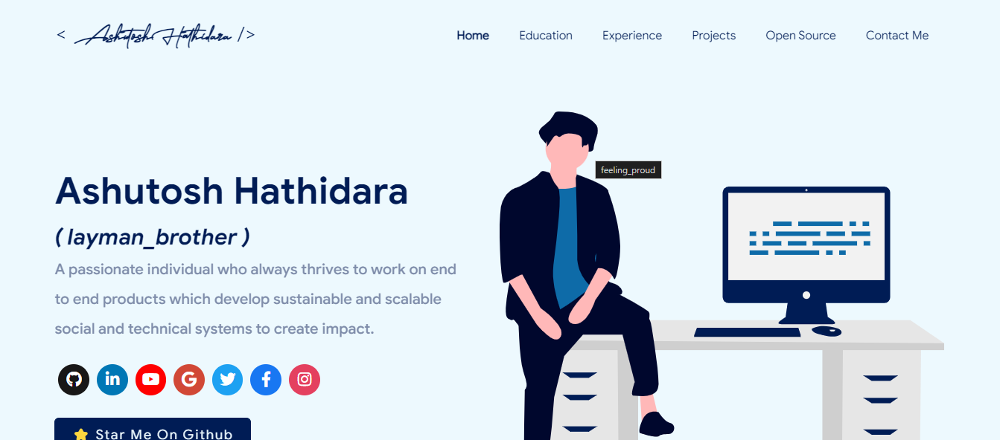 < Ashutosh Hathidara />
Home Education Experience Projects Open Source Contact Me
feeling_proud
Ashutosh Hathidara
( layman_brother )
A passionate individual who always thrives to work on end
to end products which develop sustainable and scalable
social and technical systems to create impact.
Star Me On Github